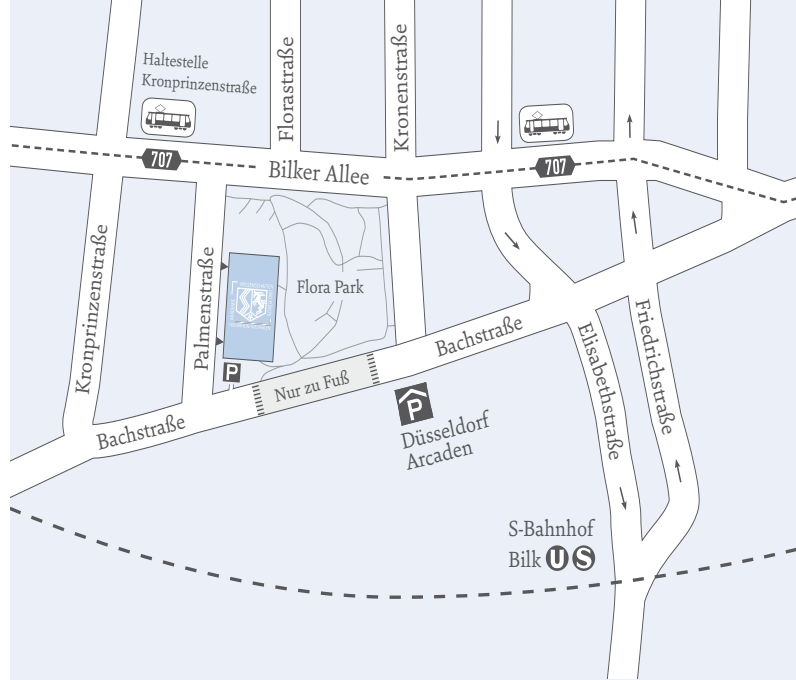 Haltestelle
Kronprinzenstraße
Florastraße
Kronenstraße
707
Bilker Allee
707
Kronprinzenstraße
Palmenstraße
Flora Park
P
Nur zu Fuß
Bachstraße
Bachstraße
P
Düsseldorf
Arcaden
Elisabethstraße
Friedrichstraße
S-Bahnhof
Bilk U S